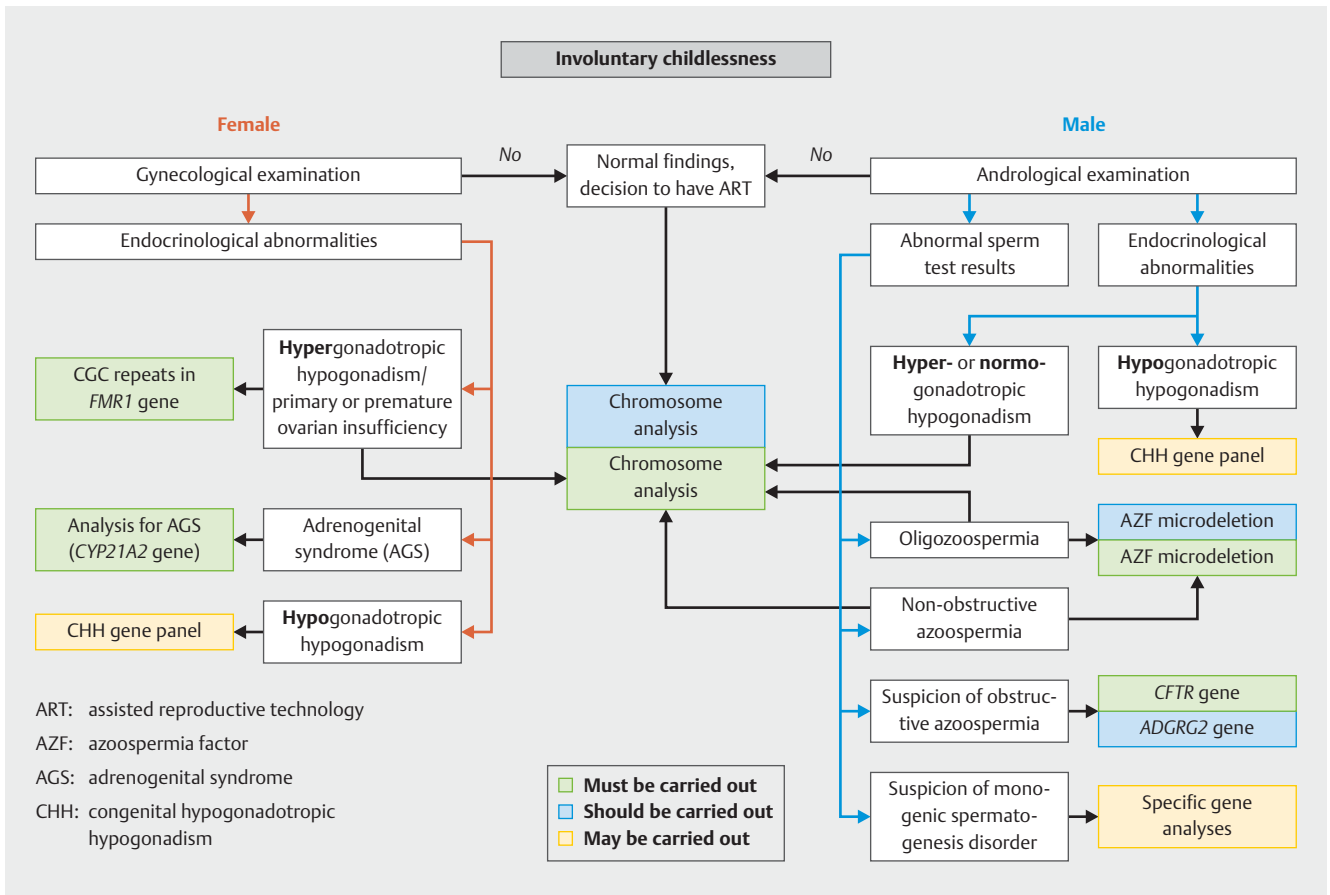 Involuntary childlessness
Female
Male
Gynecological examination
No
Normal findings,
decision to have ART
No
Andrological examination
Endocrinological abnormalities
Abnormal sperm
test results
Endocrinological
abnormalities
CGC repeats in
FMR1 gene
Hypergonadotropic
hypogonadism/
primary or premature
ovarian insufficiency
Chromosome
analysis
Chromosome
analysis
Hyper- or normo-
gonadotropic
hypogonadism
Hypogonadotropic
hypogonadism
CHH gene panel
Analysis for AGS
(CYP21A2 gene)
Adrenogenital
syndrome (AGS)
Oligozoospermia
AZF microdeletion
AZF microdeletion
CHH gene panel
Hypogonadotropic
hypogonadism
Non-obstructive
azoospermia
Suspicion of obstruc-
tive azoospermia
CFTR gene
ADGRG2 gene
Suspicion of mono-
genic spermato-
genesis disorder
Specific gene
analyses
ART: assisted reproductive technology
AZF: azoospermia factor
AGS: adrenogenital syndrome
CHH: congenital hypogonadotropic
hypogonadism
Must be carried out
Should be carried out
May be carried out